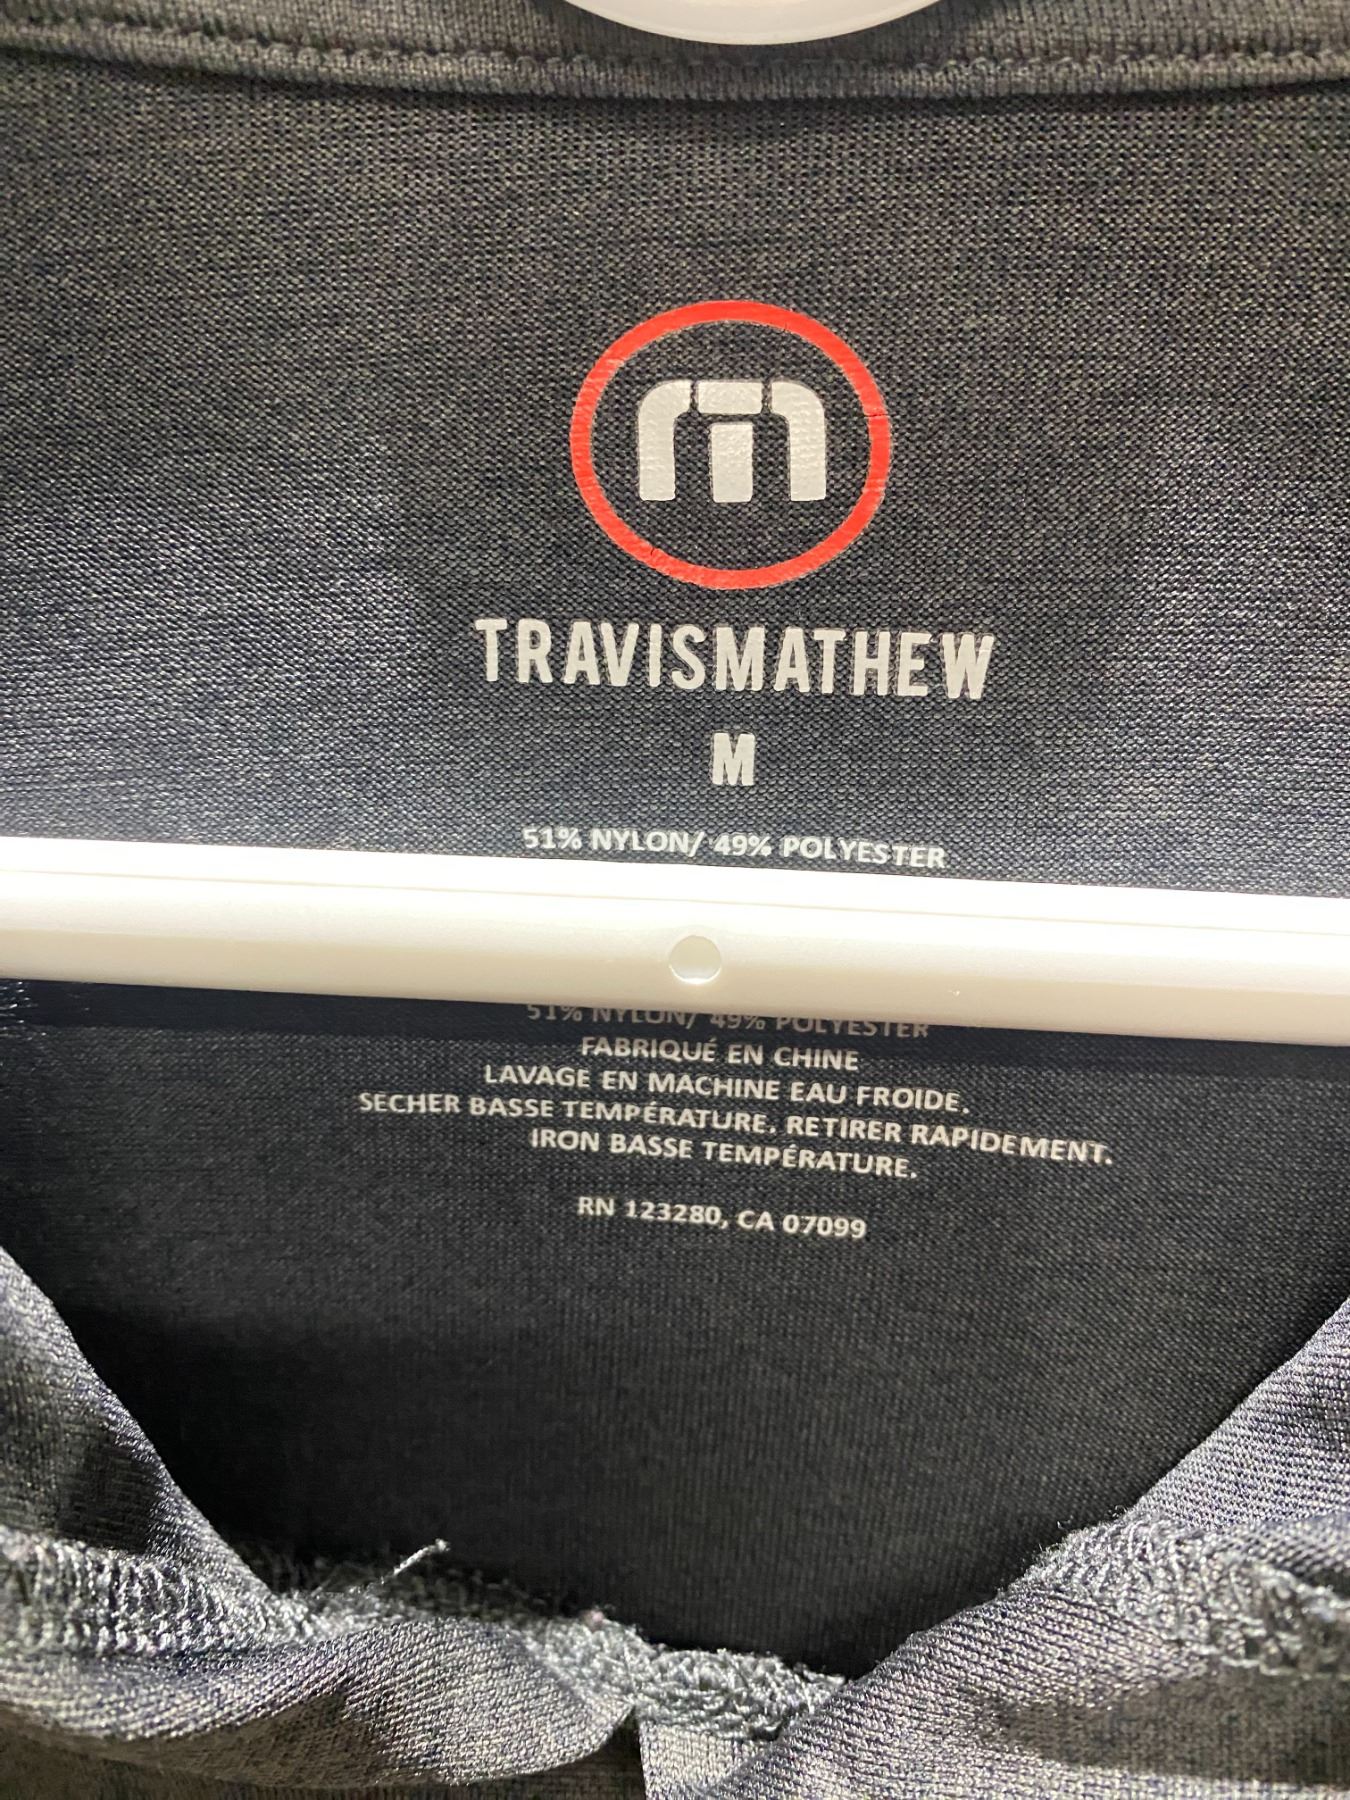 TRAVISMATHEW
M
51% NYLON/ 49% POLYESTER
51% NYLON/ 49% POLYESTER
FABRIQUÉ EN CHINE
LAVAGE EN MACHINE EAU FROIDE.
SECHER BASSE TEMPÉRATURE. RETIRER RAPIDEMENT.
IRON BASSE TEMPÉRATURE.
RN 123280, CA 07099